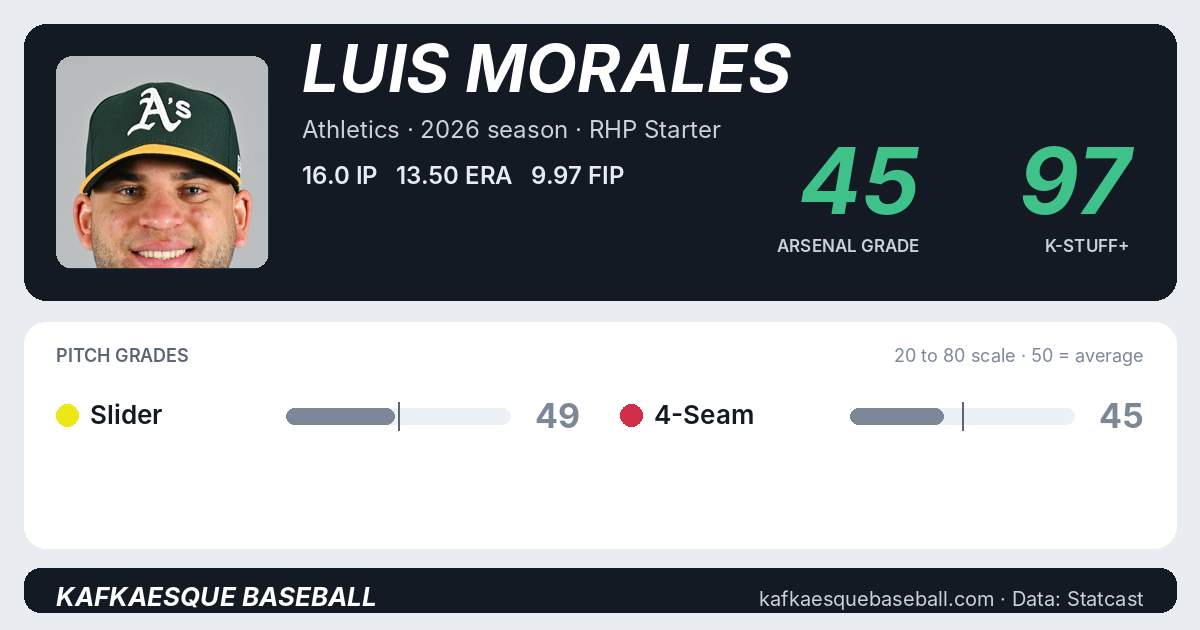 A's
LUIS MORALES
Athletics · 2026 season · RHP Starter
16.0 IP 13.50 ERA 9.97 FIP
45 97
ARSENAL GRADE K-STUFF+
PITCH GRADES 20 to 80 scale · 50 = average
Slider 49 4-Seam 45
KAFKAESQUE BASEBALL kafkaesquebaseball.com · Data: Statcast